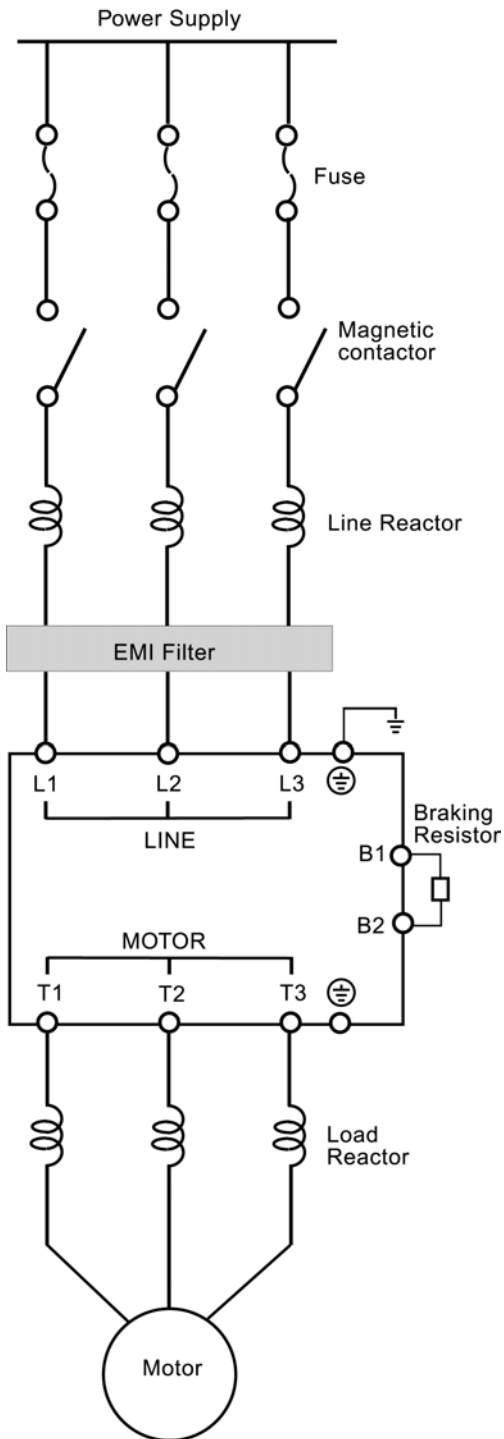 Power Supply
Fuse
Magnetic
contactor
Line Reactor
EMI Filter
L1 L2 L3
LINE
Braking
Resistor
B1
B2
MOTOR
T1 T2 T3
Load
Reactor
Motor